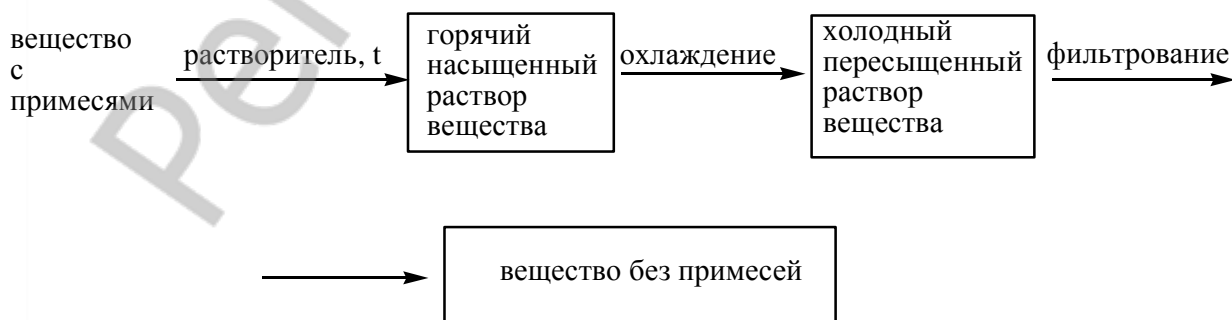 вещество
с
примесями
растворитель, t
горячий
насыщенный
раствор
вещества
охлаждение
холодный
пересыщенный
раствор
вещества
фильтрование
вещество без примесей